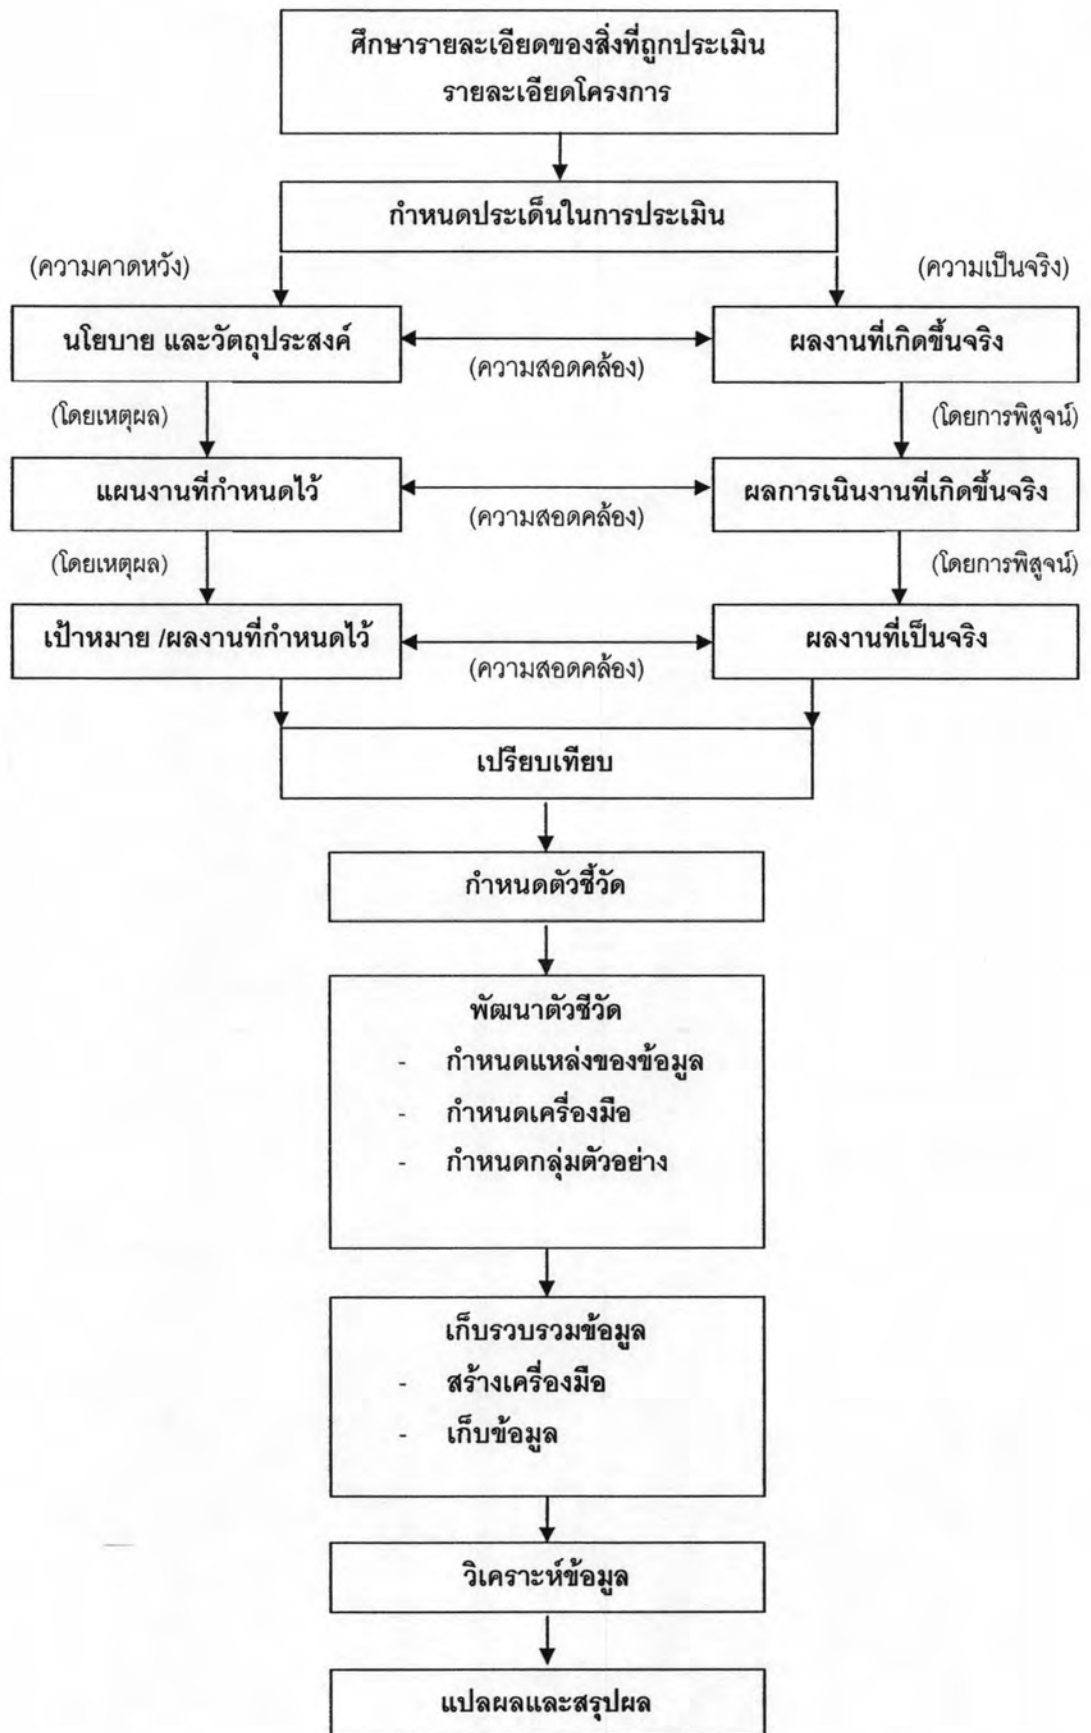 ศึกษารายละเอียดของสิ่งที่ถูกประเมิน
รายละเอียดโครงการ
กำหนดประเด็นในการประเมิน
(ความคาดหวัง)
(ความเป็นจริง)
นโยบาย และวัตถุประสงค์
ผลงานที่เกิดขึ้นจริง
(ความสอดคล้อง)
(โดยเหตุผล)
(โดยการพิสูจน์)
แผนงานที่กำหนดไว้
ผลการเนินงานที่เกิดขึ้นจริง
(ความสอดคล้อง)
(โดยเหตุผล)
(โดยการพิสูจน์)
เป้าหมาย /ผลงานที่กำหนดไว้
ผลงานที่เป็นจริง
(ความสอดคล้อง)
เปรียบเทียบ
กำหนดตัวชี้วัด
พัฒนาตัวชีวัด
- กำหนดแหล่งของข้อมูล
- กำหนดเครื่องมือ
- กำหนดกลุ่มตัวอย่าง
เก็บรวบรวมข้อมูล
- สร้างเครื่องมือ
- เก็บข้อมูล
วิเคราะห์ข้อมูล
แปลผลและสรุปผล